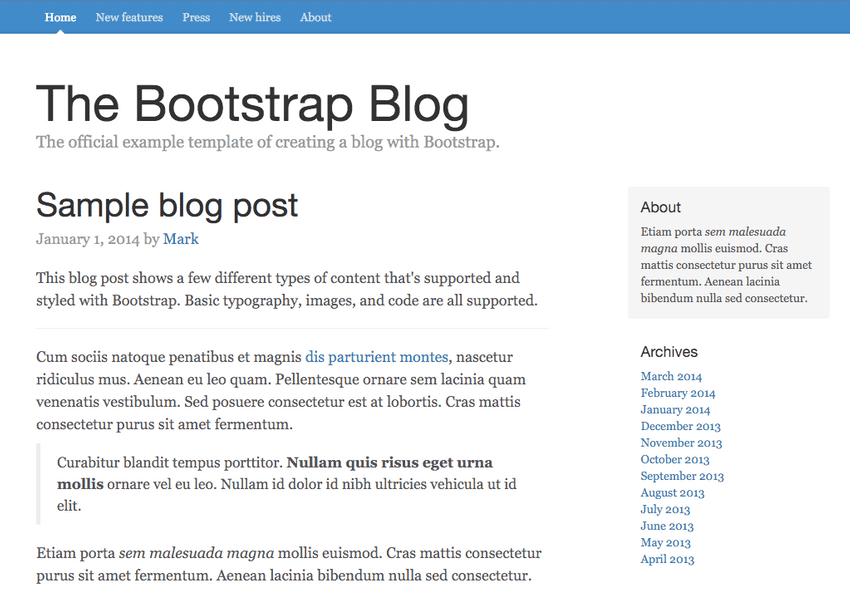 Home New features Press New hires About
The Bootstrap Blog
The official example template of creating a blog with Bootstrap.
Sample blog post
January 1, 2014 by Mark
This blog post shows a few different types of content that's supported and
styled with Bootstrap. Basic typography, images, and code are all supported.
Cum sociis natoque penatibus et magnis dis parturient montes, nascetur
ridiculus mus. Aenean eu leo quam. Pellentesque ornare sem lacinia quam
venenatis vestibulum. Sed posuere consectetur est at lobortis. Cras mattis
consectetur purus sit amet fermentum.
Curabitur blandit tempus porttitor. Nullam quis risus eget urna
mollis ornare vel eu leo. Nullam id dolor id nibh ultricies vehicula ut id
elit.
Etiam porta sem malesuada magna mollis euismod. Cras mattis consectetur
purus sit amet fermentum. Aenean lacinia bibendum nulla sed consectetur.
About
Etiam porta sem malesuada
magna mollis euismod. Cras
mattis consectetur purus sit amet
fermentum. Aenean lacinia
bibendum nulla sed consectetur.
Archives
March 2014
February 2014
January 2014
December 2013
November 2013
October 2013
September 2013
August 2013
July 2013
June 2013
May 2013
April 2013